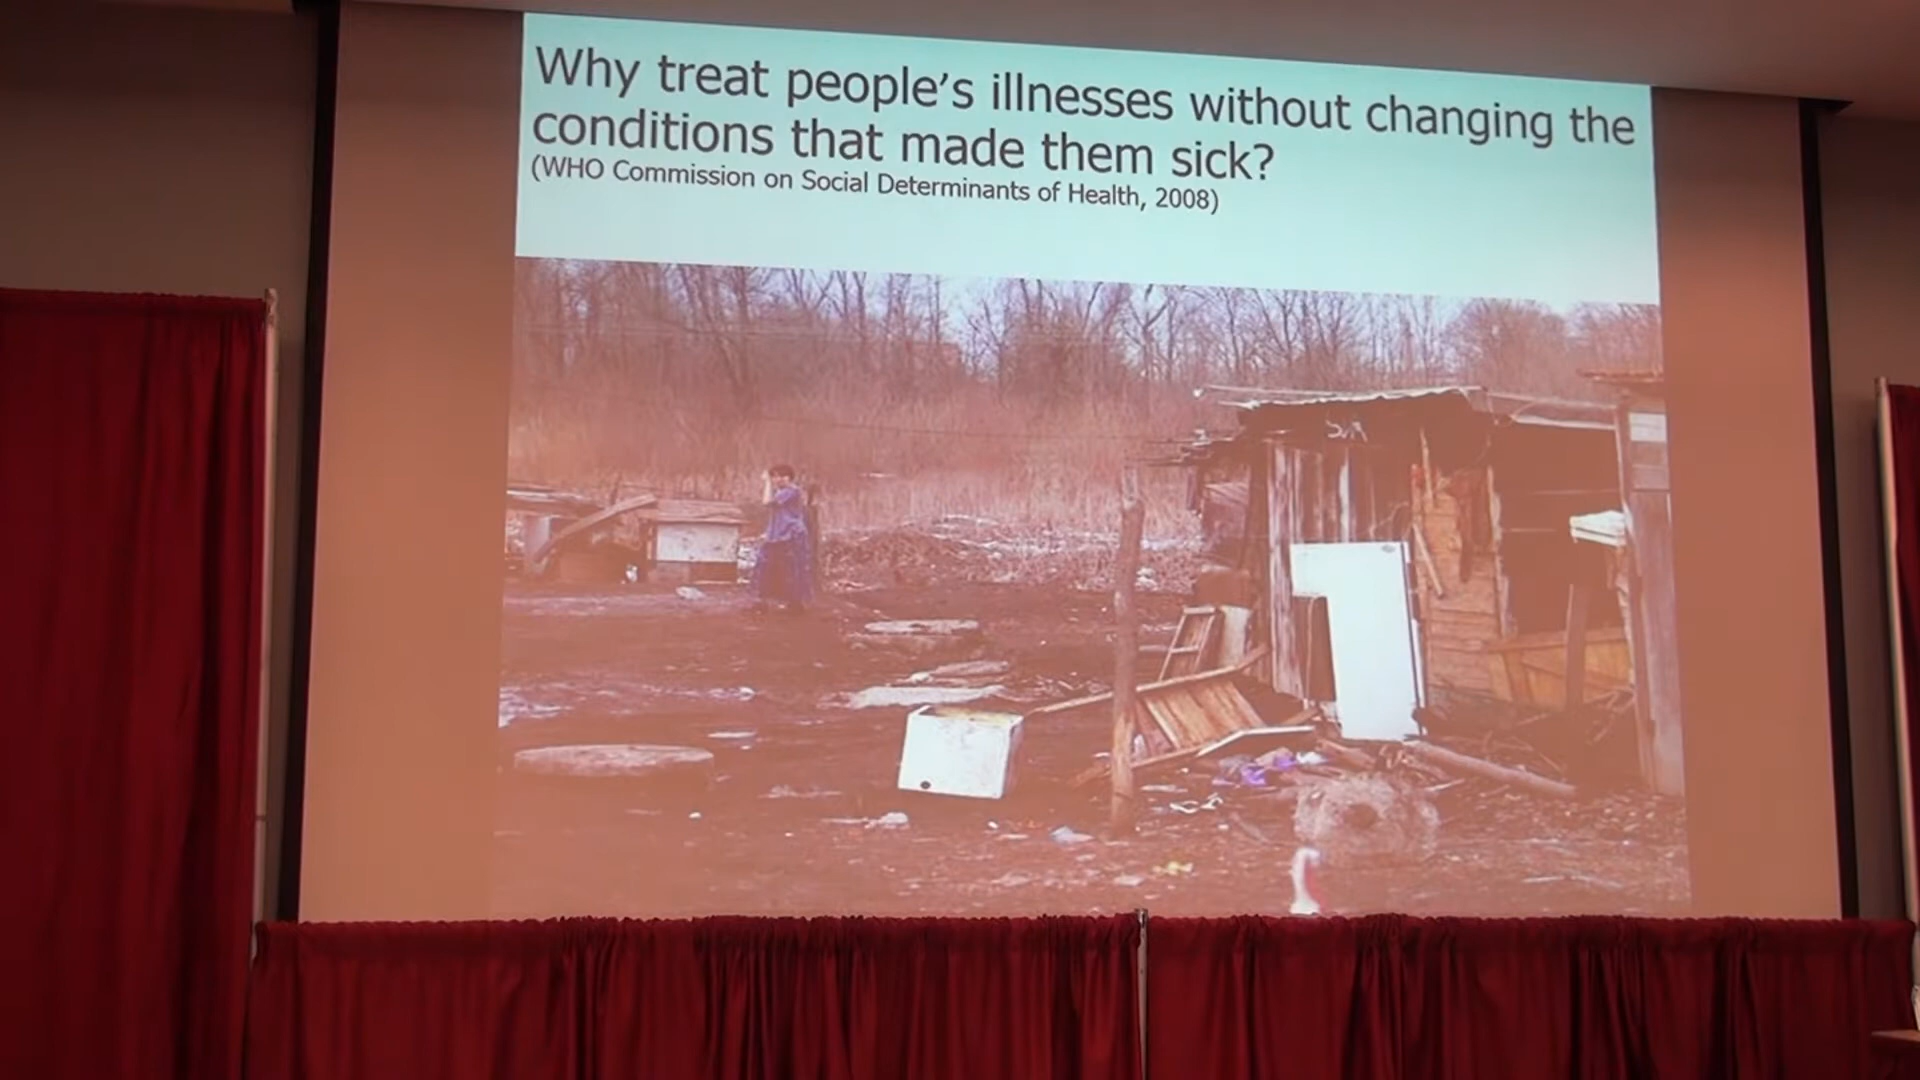 Why treat people's illnesses without changing the
conditions that made them sick?
(WHO Commission on Social Determinants of Health, 2008)